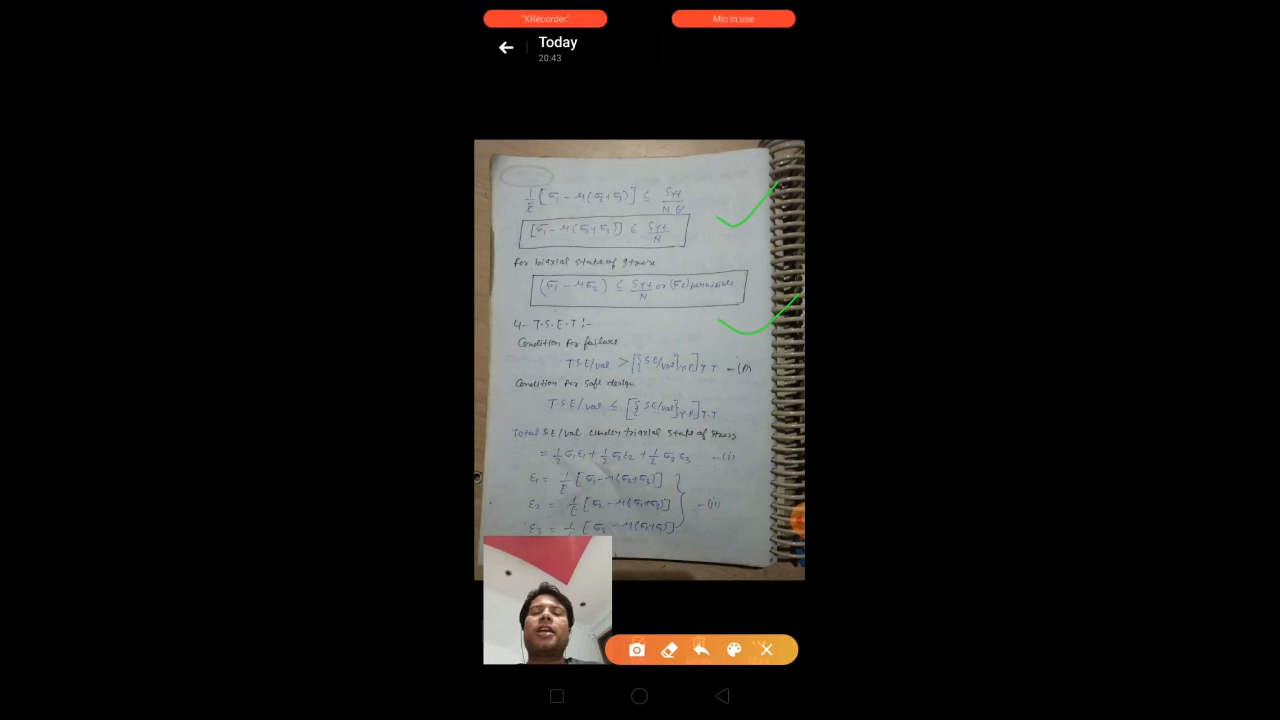 "XRecorder"
Mic in use
Today
20:43
1/E [σ1 - μ(σ2+σ3)] ≤ Syt/N E
[σ1 - μ(σ2+σ3)] ≤ Syt/N
for biaxial state of stress
(σ1 - μσ2) ≤ Syt/N or (σt) permissible
4- T.S.E.T:-
Condition for failure
T.S.E/vol > [{S.E/vol}Y.P]T.T -(A)
Condition for safe design
T.S.E/vol ≤ [{S.E/vol}Y.P]T.T
Total S.E/vol under triaxial state of stress
= 1/2 σ1ε1 + 1/2 σ2ε2 + 1/2 σ3 ε3 -(i)
ε1 = 1/E [σ1 - μ(σ2+σ3)]
ε2 = 1/E [σ2 - μ(σ1+σ3)] -(ii)
ε3 = 1/E [σ3 - μ(σ1+σ2)]